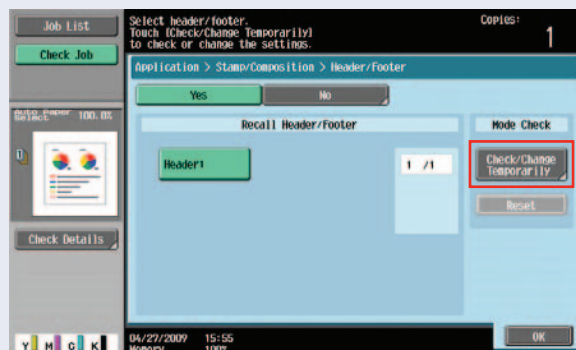 Job List
Check Job
Select header/footer.
Touch [Check/Change Temporarily]
to check or change the settings.
Copies:
1
Application > Stamp/Composition > Header/Footer
Yes
No
Auto Paper
Select
100.0%
Recall Header/Footer
Mode Check
Header1
1 /1
Check/Change
Temporarily
Reset
Check Details
OK
Y M C K
04/27/2009 15:55
Memory 100%